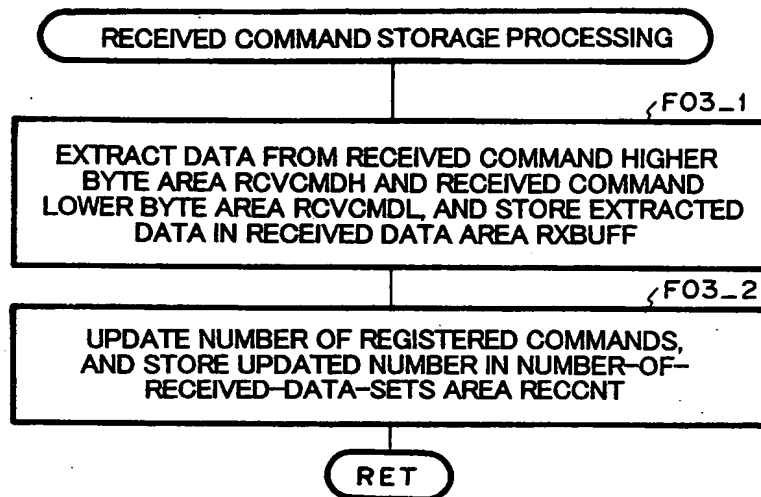 RECEIVED COMMAND STORAGE PROCESSING
F03_1
EXTRACT DATA FROM RECEIVED COMMAND HIGHER
BYTE AREA RCVCMDH AND RECEIVED COMMAND
LOWER BYTE AREA RCVCMDL, AND STORE EXTRACTED
DATA IN RECEIVED DATA AREA RXBUFF
F03_2
UPDATE NUMBER OF REGISTERED COMMANDS,
AND STORE UPDATED NUMBER IN NUMBER-OF-
RECEIVED-DATA-SETS AREA RECCNT
RET